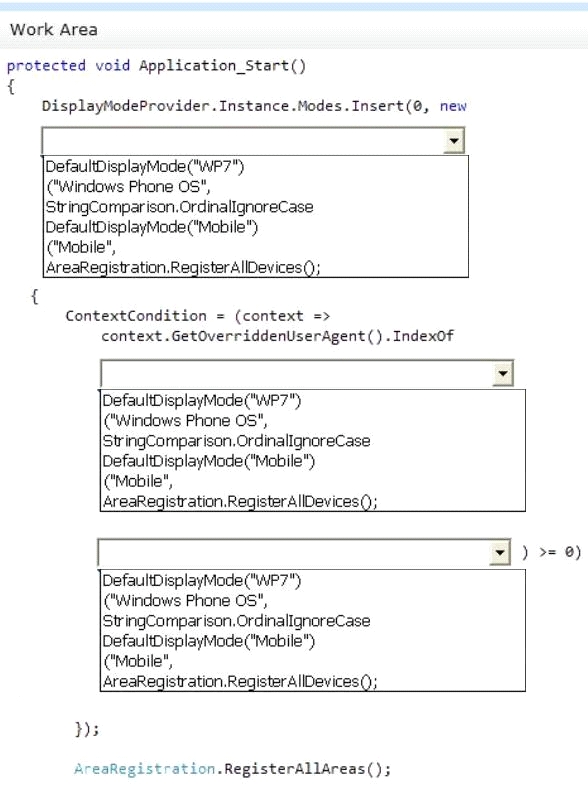 Work Area
protected void Application_Start()
{
DisplayModeProvider.Instance.Modes.Insert(0, new
DefaultDisplayMode("WP7")
("Windows Phone OS",
StringComparison.OrdinalIgnoreCase
DefaultDisplayMode("Mobile")
("Mobile",
AreaRegistration.RegisterAllDevices();
{
ContextCondition = (context =>
context.GetOverriddenUserAgent().IndexOf
DefaultDisplayMode("WP7")
("Windows Phone OS",
StringComparison.OrdinalIgnoreCase
DefaultDisplayMode("Mobile")
("Mobile",
AreaRegistration.RegisterAllDevices();
) >= 0)
DefaultDisplayMode("WP7")
("Windows Phone OS",
StringComparison.OrdinalIgnoreCase
DefaultDisplayMode("Mobile")
("Mobile",
AreaRegistration.RegisterAllDevices();
});
AreaRegistration.RegisterAllAreas();